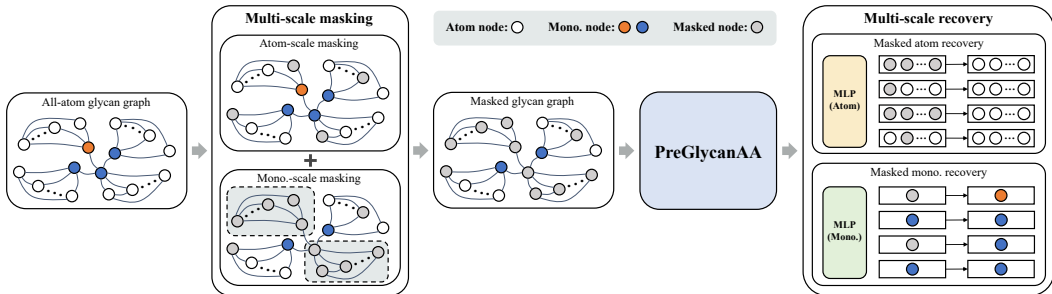 Multi-scale masking
Atom node:
Mono. node:
Masked node:
Multi-scale recovery
All-atom glycan graph
Atom-scale masking
+
Mono.-scale masking
Masked glycan graph
PreGlycanAA
Masked atom recovery
MLP
(Atom)
Masked mono. recovery
MLP
(Mono.)